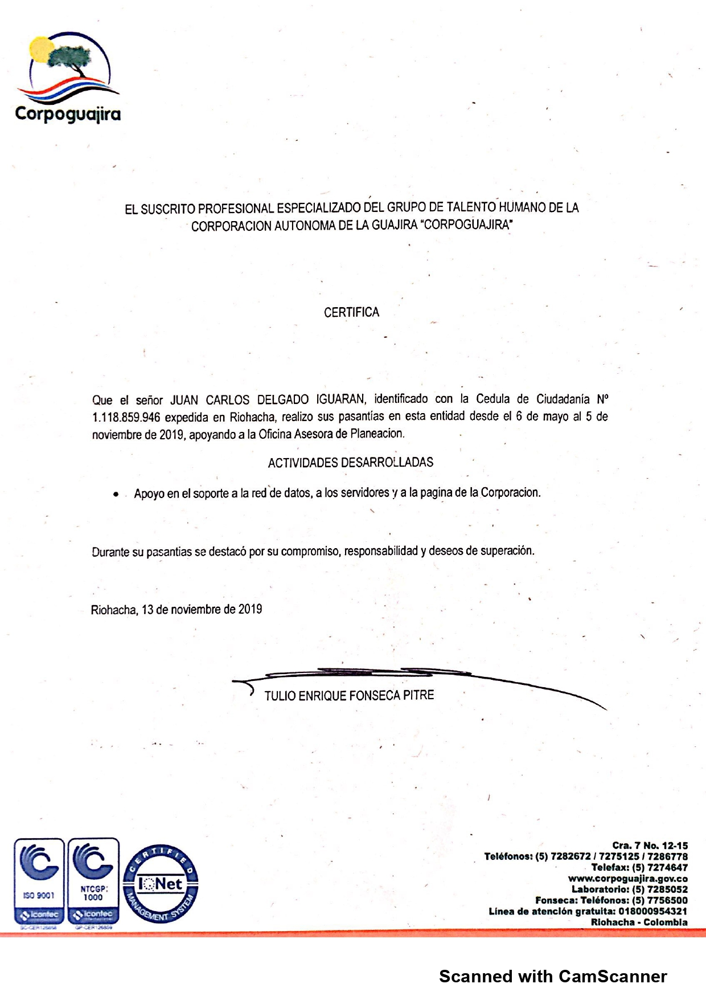 Corpoguajira
EL SUSCRITO PROFESIONAL ESPECIALIZADO DEL GRUPO DE TALENTO HUMANO DE LA
CORPORACION AUTONOMA DE LA GUAJIRA “CORPOGUAJIRA”
CERTIFICA
Que el señor JUAN CARLOS DELGADO IGUARAN, identificado con la Cedula de Ciudadanía Nº
1.118.859.946 expedida en Riohacha, realizo sus pasantías en esta entidad desde el 6 de mayo al 5 de
noviembre de 2019, apoyando a la Oficina Asesora de Planeacion.
ACTIVIDADES DESARROLLADAS
• Apoyo en el soporte a la red de datos, a los servidores y a la pagina de la Corporacion.
Durante su pasantias se destacó por su compromiso, responsabilidad y deseos de superación.
Riohacha, 13 de noviembre de 2019
TULIO ENRIQUE FONSECA PITRE
ISO 9001
icontec
SC-CER126858
NTCGP:
1000
icontec
international
GP-CER126859
CERTIFIED
IQNet
MANAGEMENT SYSTEM
Cra. 7 No. 12-15
Teléfonos: (5) 7282672 / 7275125 / 7286778
Telefax: (5) 7274647
www.corpoguajira.gov.co
Laboratorio: (5) 7285052
Fonseca: Teléfonos: (5) 7756500
Línea de atención gratuita: 018000954321
Riohacha - Colombia
Scanned with CamScanner